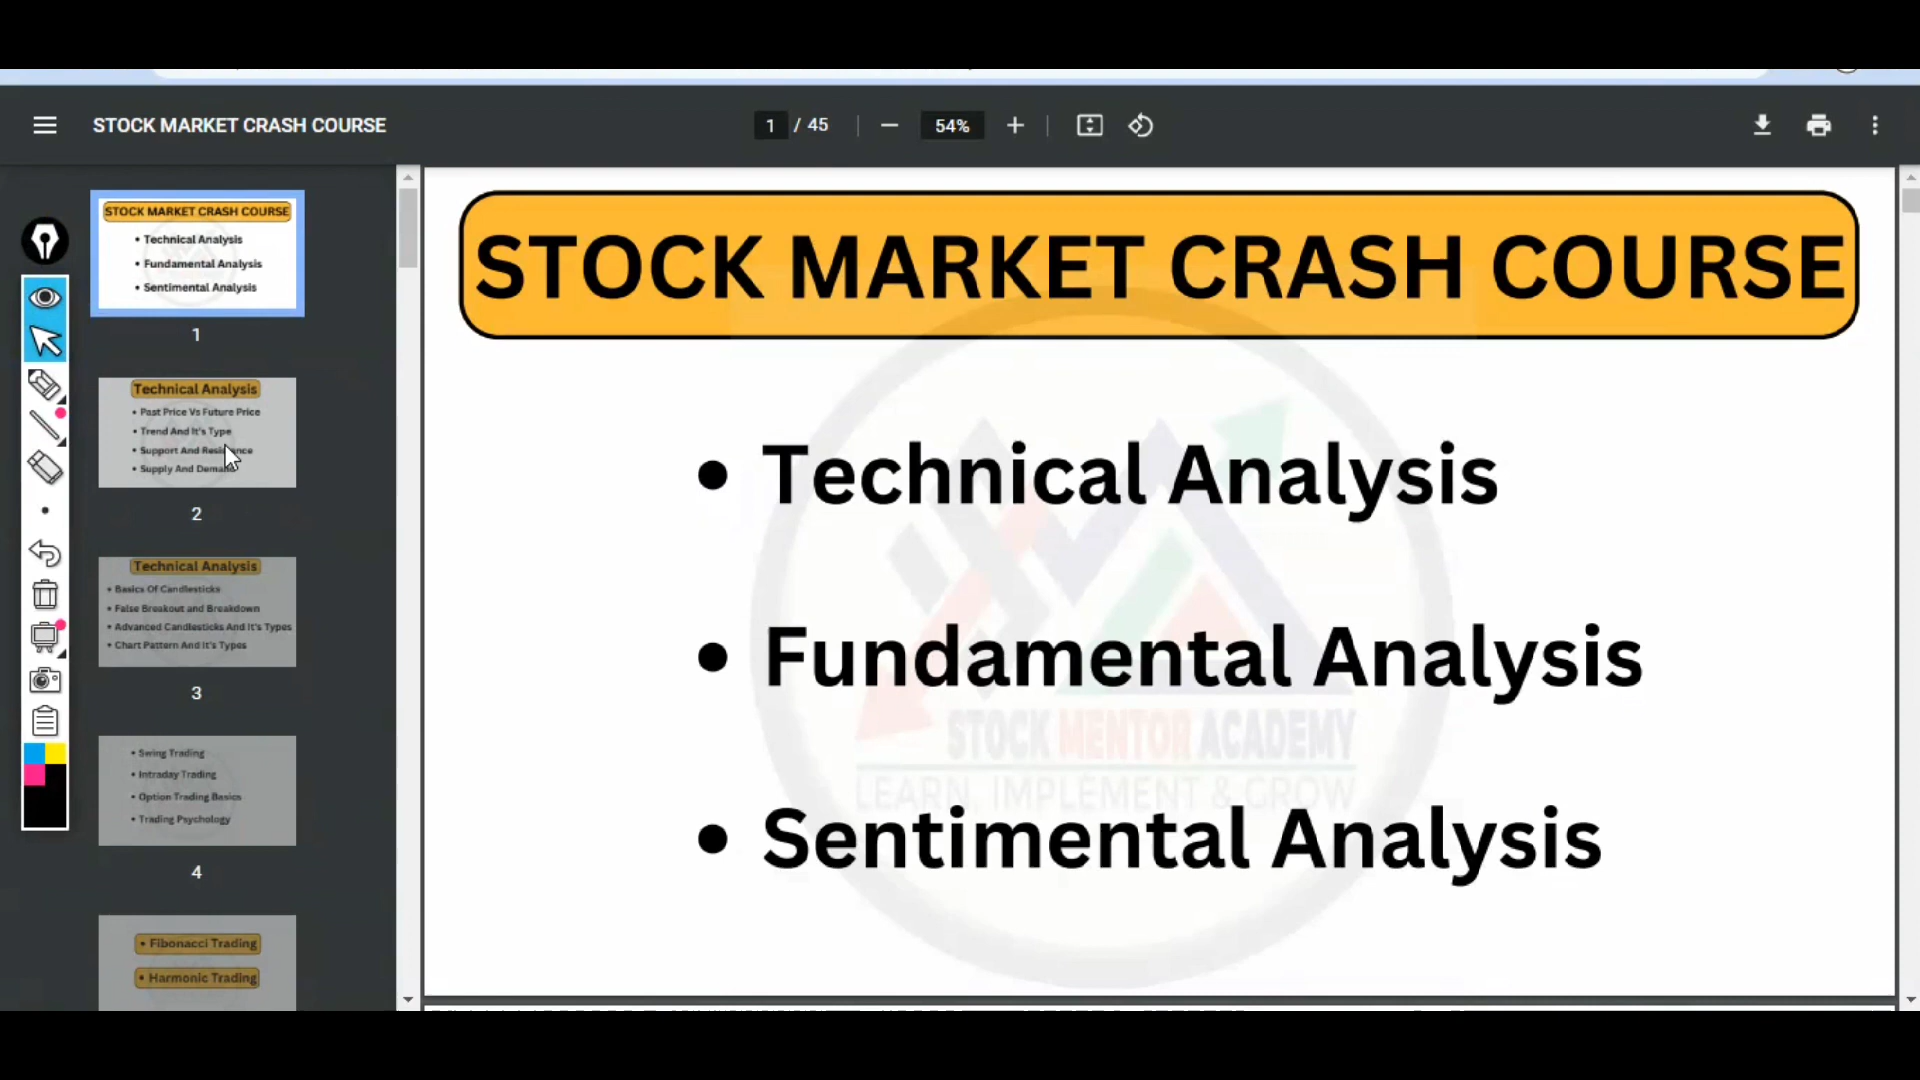 STOCK MARKET CRASH COURSE
1 / 45
54%
STOCK MARKET CRASH COURSE
• Technical Analysis
• Fundamental Analysis
• Sentimental Analysis
1
Technical Analysis
• Past Price Vs Future Price
• Trend And It's Type
• Support And
• Supply And
2
Technical Analysis
• Basics Of Candlesticks
• False Breakout and Breakdown
• Advanced Candlesticks And It's Types
• Chart Pattern And It's Types
3
• Swing Trading
• Intraday Trading
• Option Trading Basics
• Trading Psychology
4
• Fibonacci Trading
• Harmonic Trading
STOCK MARKET CRASH COURSE
• Technical Analysis
• Fundamental Analysis
STOCK MENTOR ACADEMY
LEARN, IMPLEMENT & GROW
• Sentimental Analysis